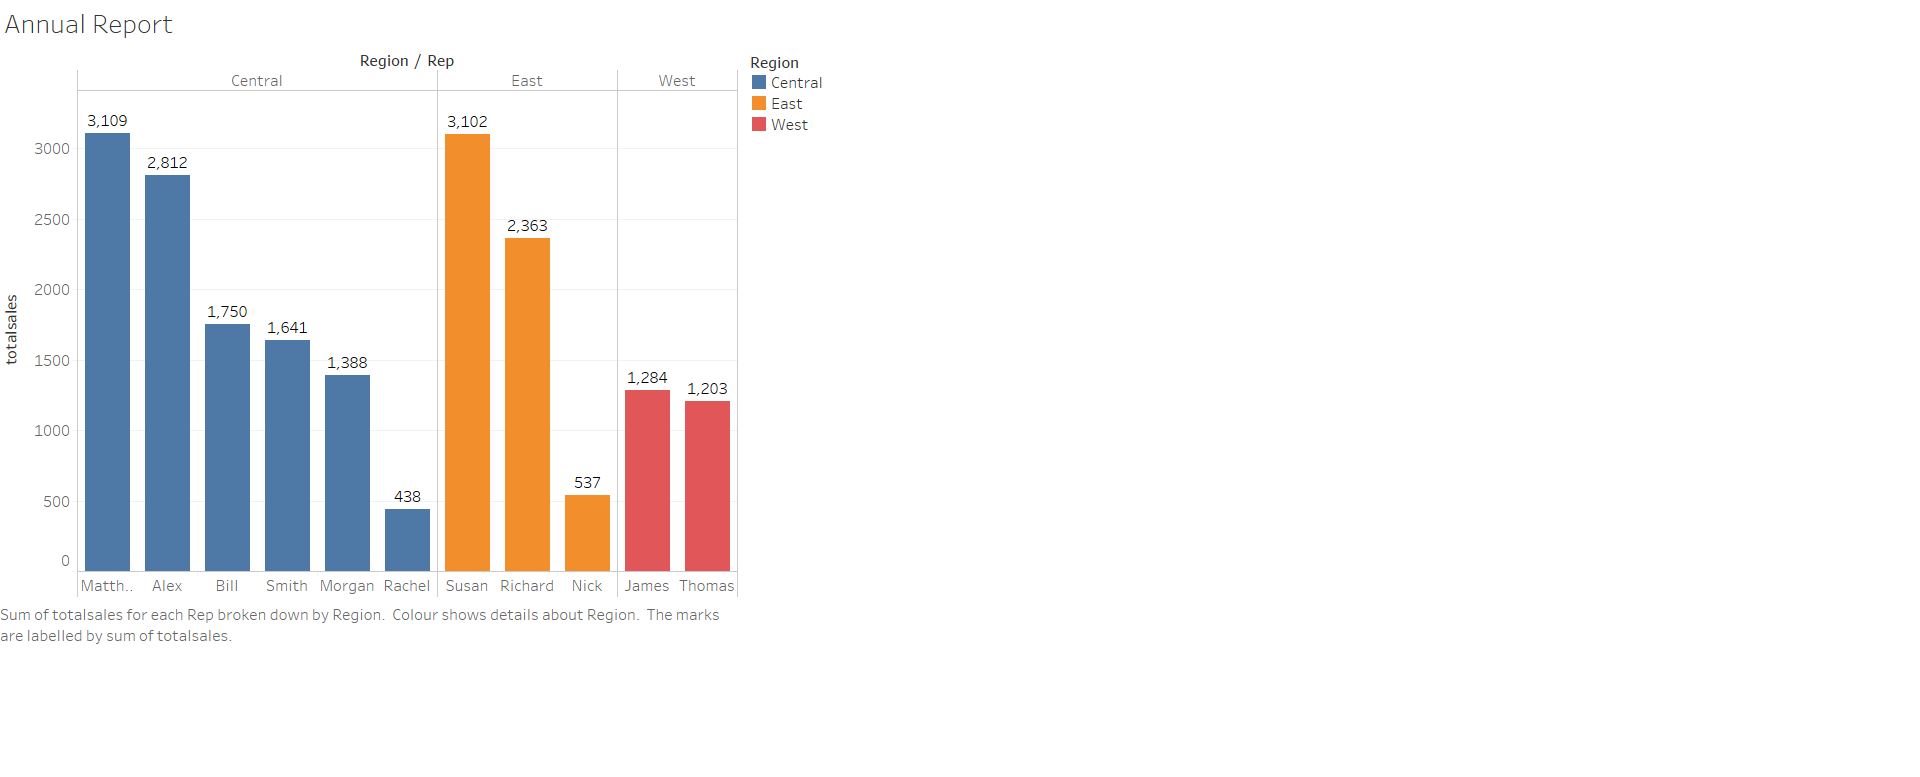 Annual Report
Region / Rep
Central East West
Region
Central
East
West
3,109
2,812
1,750
1,641
1,388
438
3,102
2,363
537
1,284
1,203
3000
2500
2000
1500
1000
500
0
totalsales
Matth.. Alex Bill Smith Morgan Rachel Susan Richard Nick James Thomas
Sum of totalsales for each Rep broken down by Region. Colour shows details about Region. The marks
are labelled by sum of totalsales.